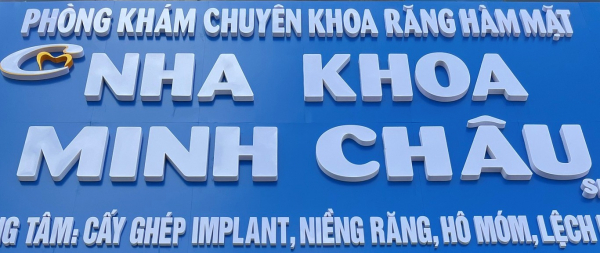 PHÒNG KHÁM CHUYÊN KHOA RĂNG HÀM MẶT
NHA KHOA
MINH CHÂU
TÂM: CẤY GHÉP IMPLANT, NIỀNG RĂNG, HÔ MÓM, LỆCH